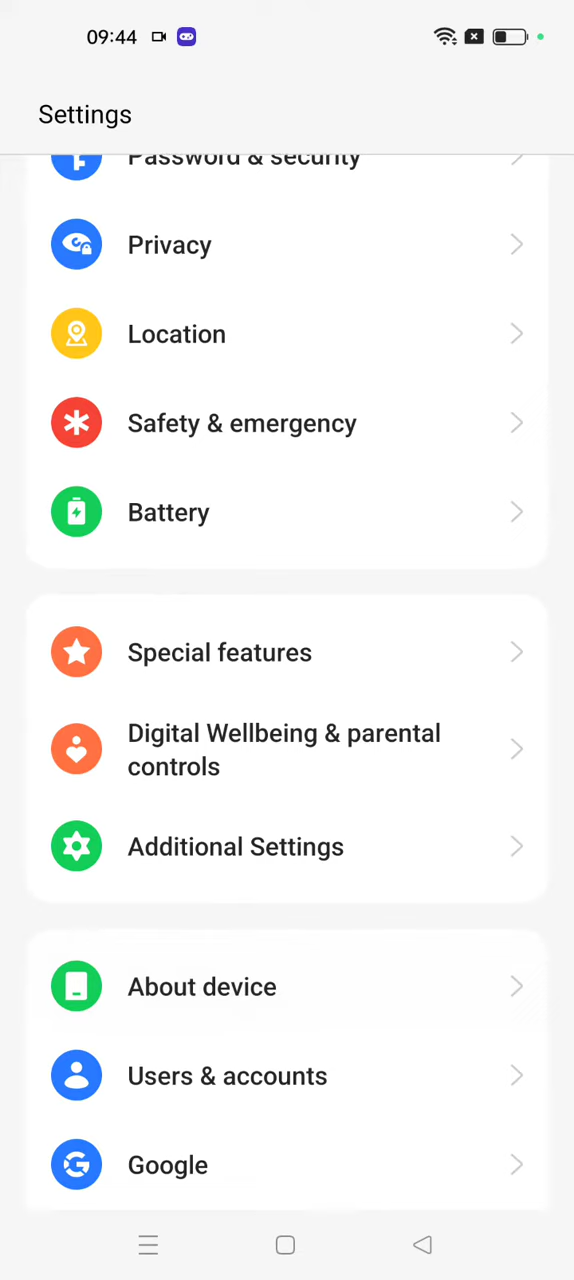 09:44
Settings
Password & security
Privacy
Location
Safety & emergency
Battery
Special features
Digital Wellbeing & parental
controls
Additional Settings
About device
Users & accounts
Google